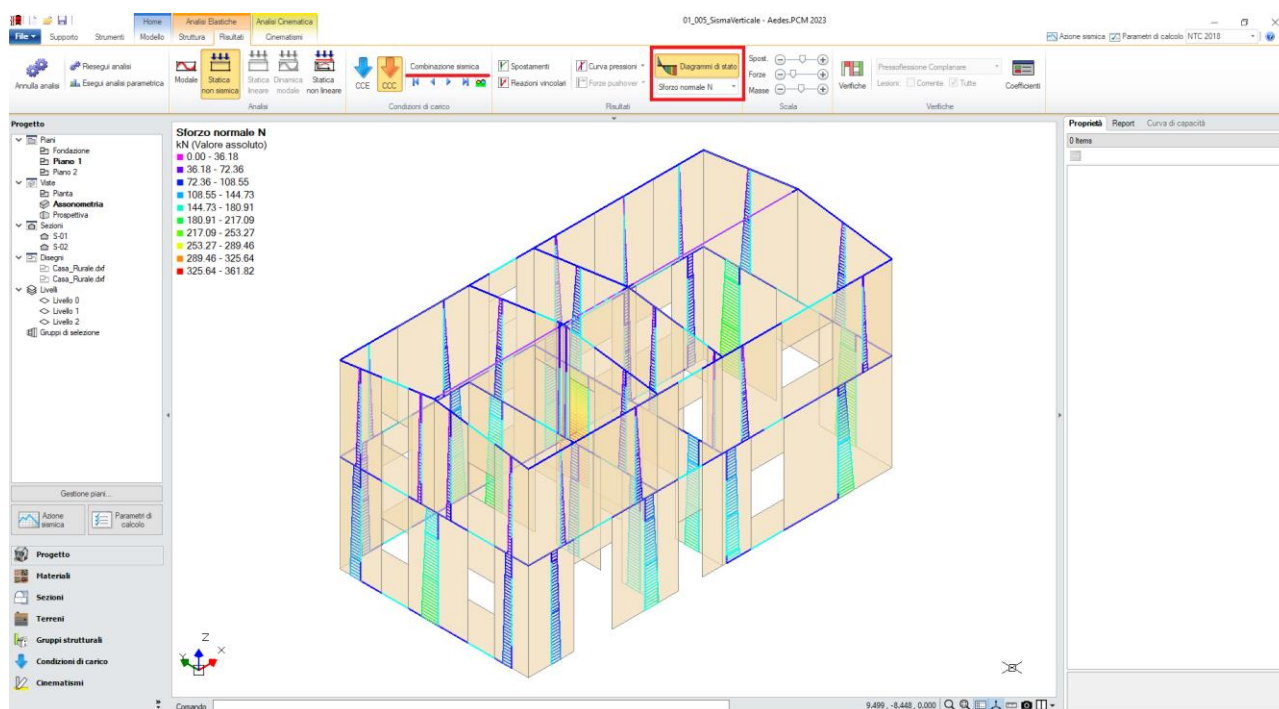 01_005_SismaVerticale - Aedes.PCM 2023
Home
Analisi Elastiche
Analisi Cinematica
File
Supporto
Strumenti
Modello
Struttura
Risultati
Cinematismi
Azione sismica
Parametri di calcolo
NTC 2018
Annulla analisi
Riesegui analisi
Esegui analisi parametrica
Modale
Statica non sismica
Statica lineare
Dinamica modale
Statica non lineare
Analisi
CCE
CCC
Combinazione sismica
Condizioni di carico
Spostamenti
Reazioni vincolari
Curva pressioni
Forze pushover
Diagrammi di stato
Sforzo normale N
Risultati
Spost.
Forze
Masse
Scala
Verifiche
Pressoflessione Complanare
Lesioni:
Corrente
Tutte
Coefficienti
Verifiche
Progetto
Piani
Fondazione
Piano 1
Piano 2
Viste
Pianta
Assonometria
Prospettiva
Sezioni
S-01
S-02
Disegni
Casa_Rurale.dxf
Casa_Rurale.dxf
Livelli
Livello 0
Livello 1
Livello 2
Gruppi di selezione
Gestione piani...
Azione sismica
Parametri di calcolo
Progetto
Materiali
Sezioni
Terreni
Gruppi strutturali
Condizioni di carico
Cinematismi
Sforzo normale N
kN (Valore assoluto)
0.00 - 36.18
36.18 - 72.36
72.36 - 108.55
108.55 - 144.73
144.73 - 180.91
180.91 - 217.09
217.09 - 253.27
253.27 - 289.46
289.46 - 325.64
325.64 - 361.82
Z
Y
X
Proprietà
Report
Curva di capacità
0 Items
Comando
9.499 , -8.448 , 0.000